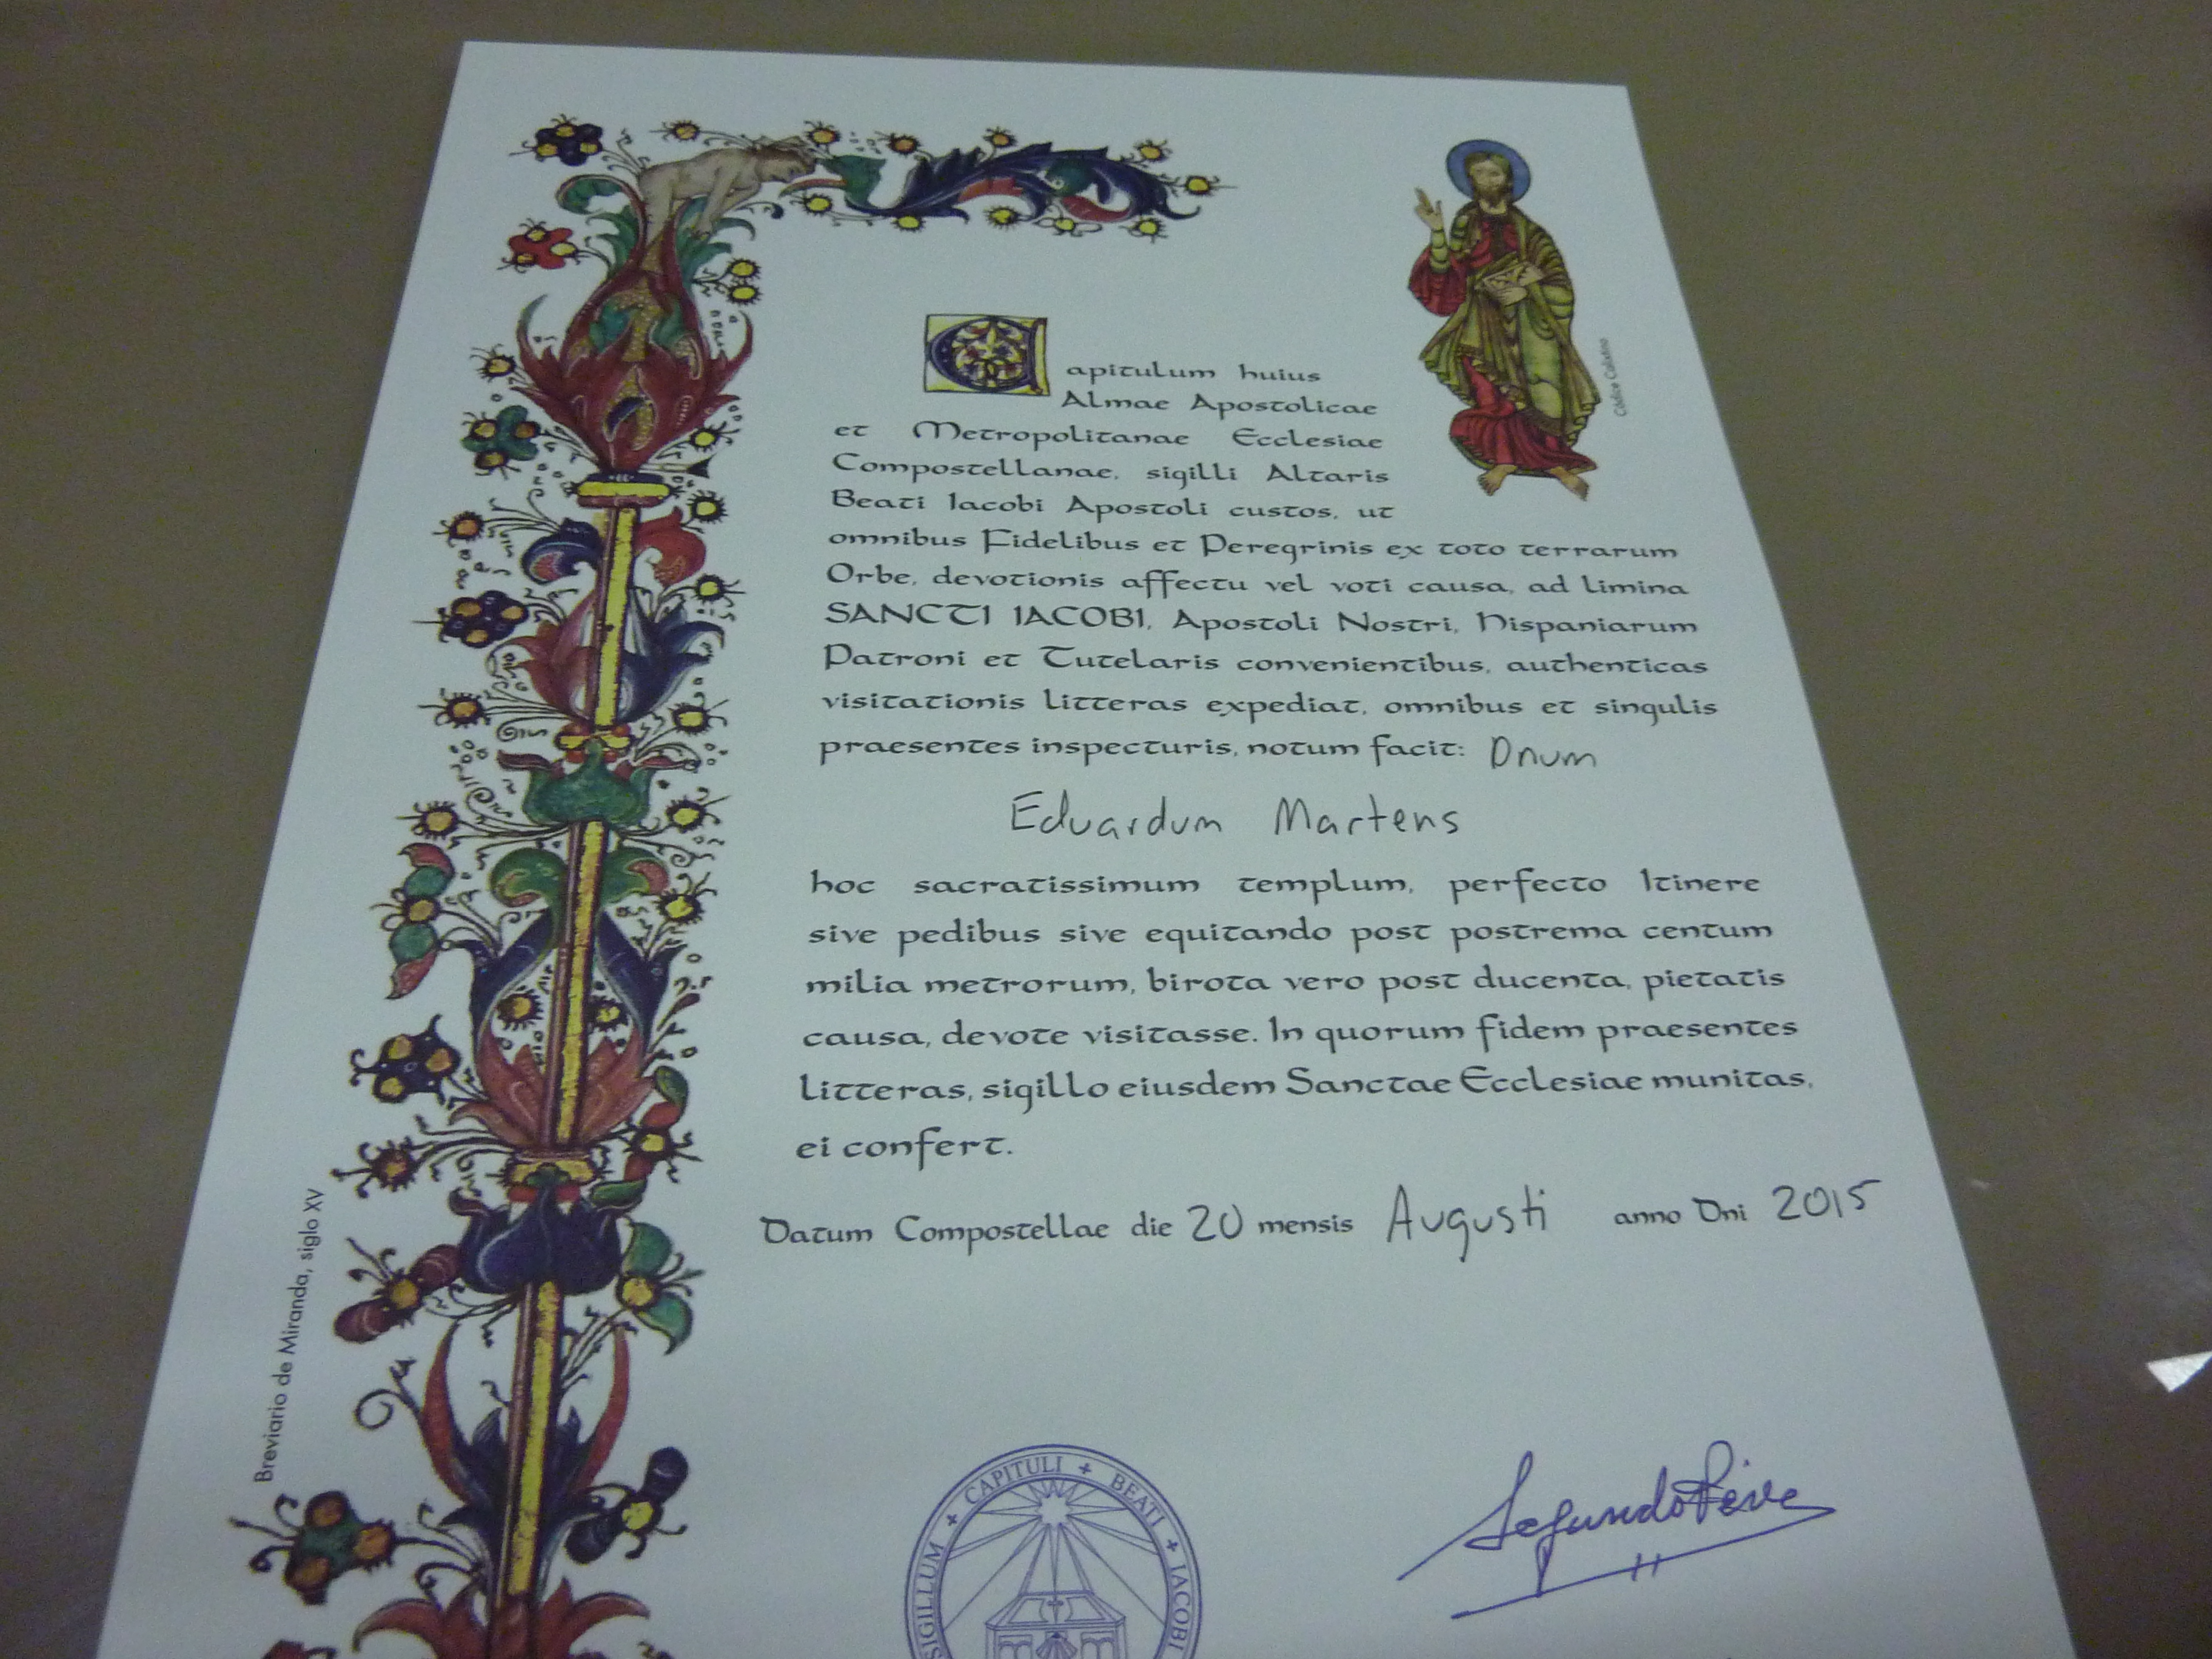 Capitulum huius
Almae Apostolicae
et Metropolitanae Ecclesiae
Compostellanae, sigilli Altaris
Beati Iacobi Apostoli custos, ut
omnibus Fidelibus et Peregrinis ex toto terrarum
Orbe, devotionis affectu vel voti causa, ad limina
SANCTI IACOBI, Apostoli Nostri, Hispaniarum
Patroni et Tutelaris convenientibus, authenticas
visitationis litteras expediat, omnibus et singulis
praesentes inspecturis, notum facit: Dnum
Eduardum Martens
hoc sacratissimum templum, perfecto Itinere
sive pedibus sive equitando post postrema centum
milia metrorum, birota vero post ducenta, pietatis
causa, devote visitasse. In quorum fidem praesentes
litteras, sigillo eiusdem Sanctae Ecclesiae munitas,
ei confert.
Datum Compostellae die 20 mensis Augusti anno Dni 2015
Segundo Pérez
SIGILLUM + CAPITULI + BEATI + IACOBI
Breviario de Miranda, siglo XV
Códice Calixtino